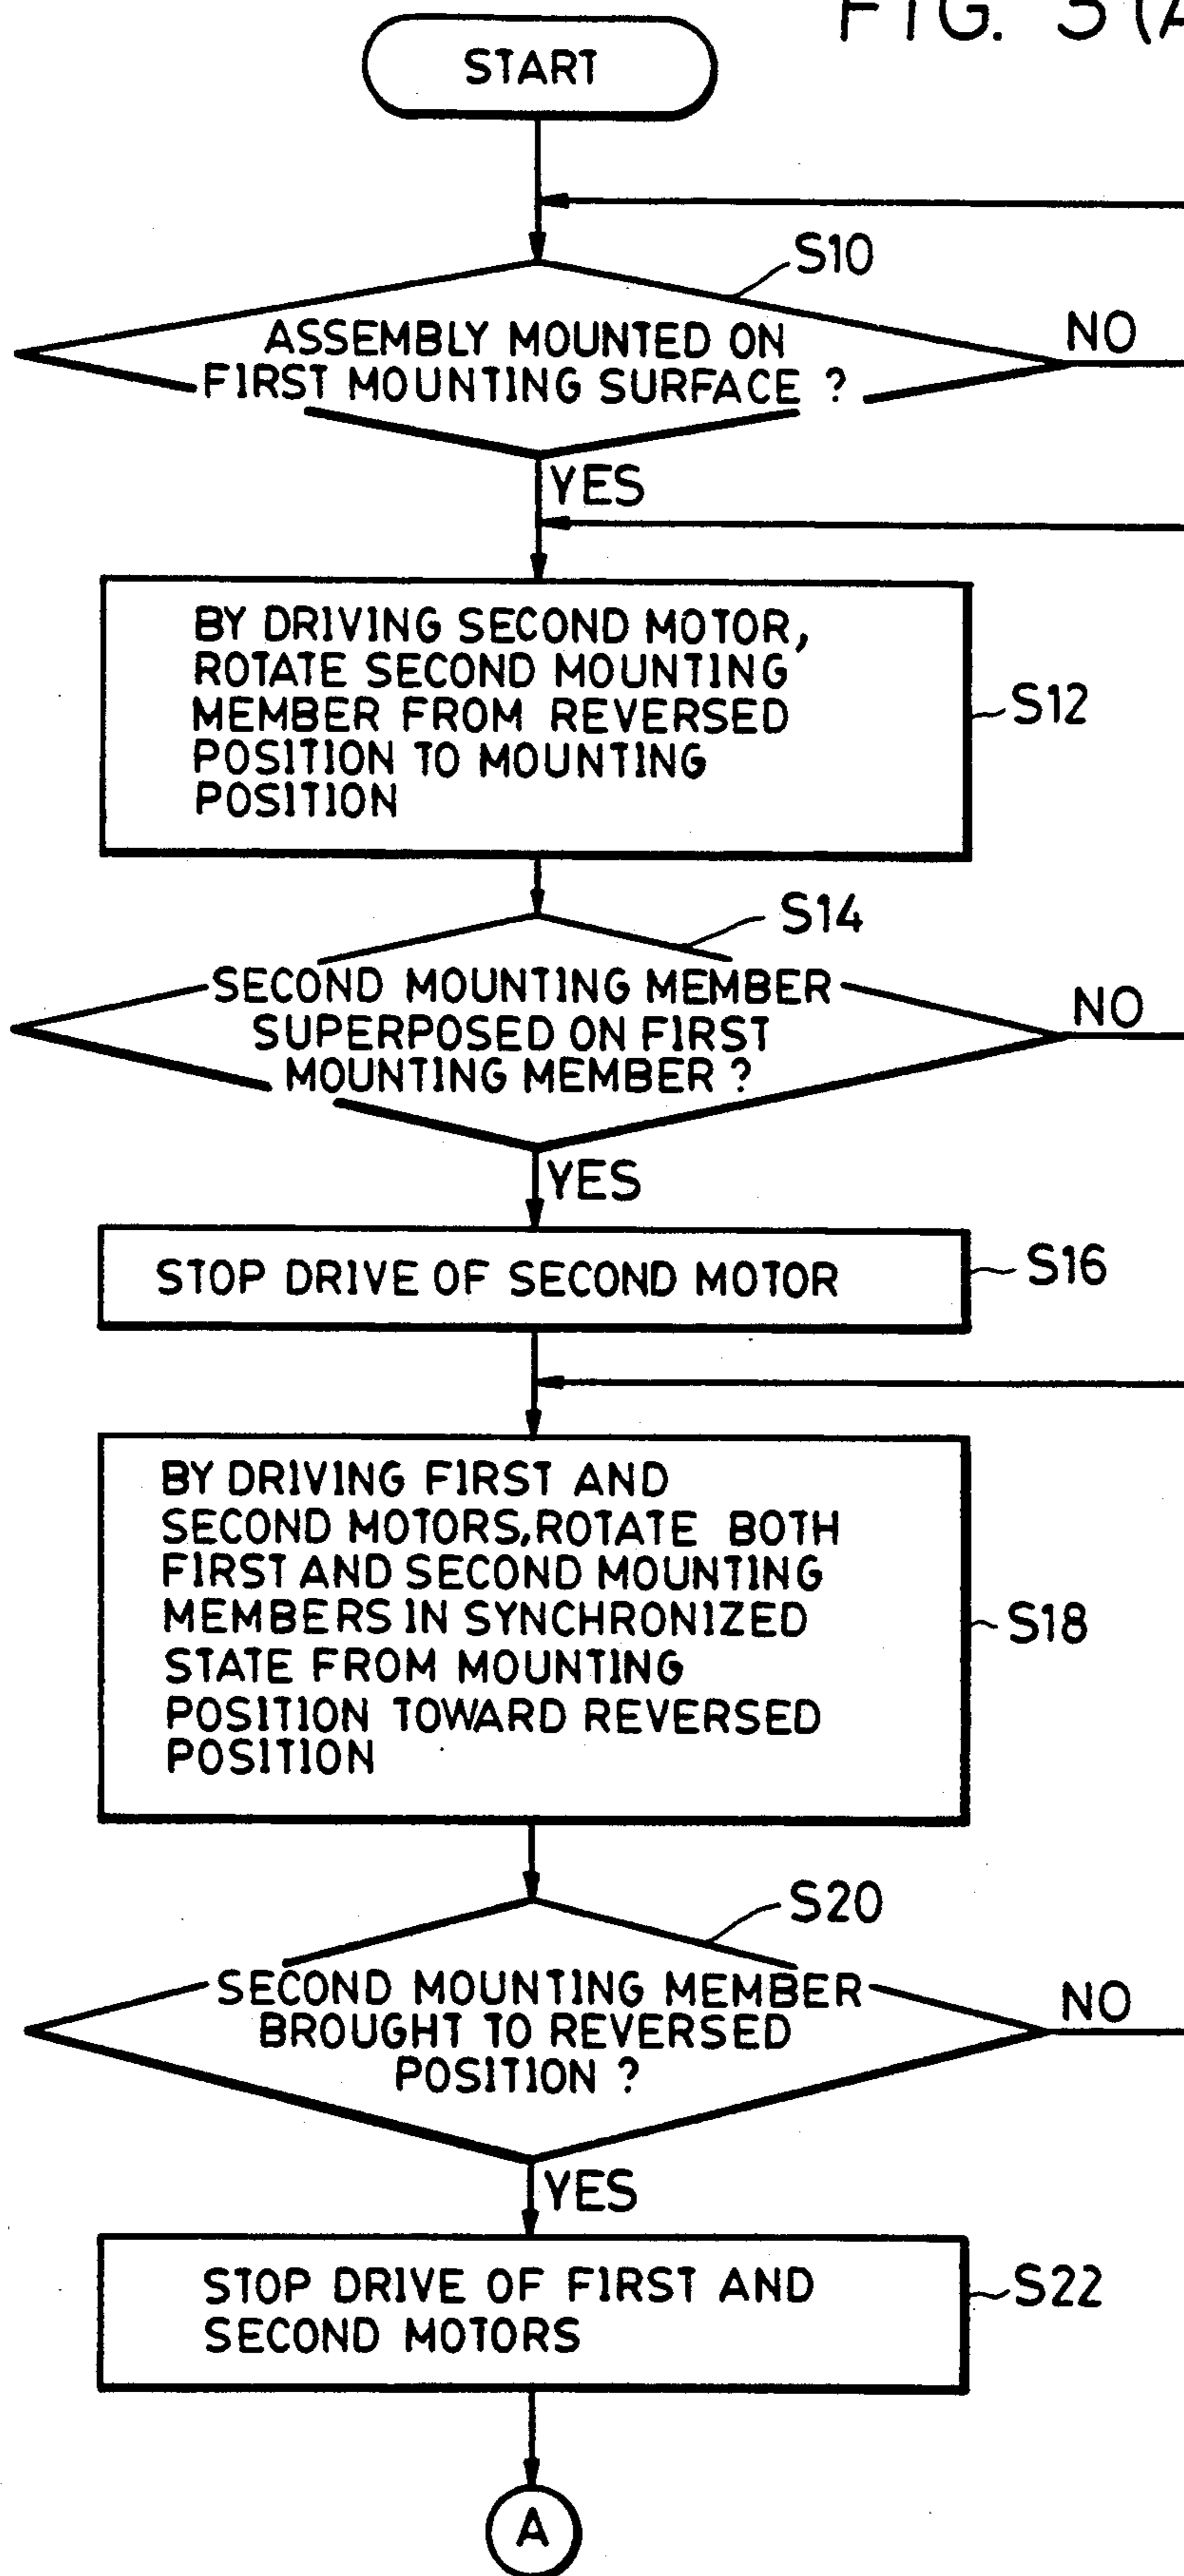 FIG. 3 (A
START
S10
ASSEMBLY MOUNTED ON
FIRST MOUNTING SURFACE ?
NO
YES
BY DRIVING SECOND MOTOR,
ROTATE SECOND MOUNTING
MEMBER FROM REVERSED
POSITION TO MOUNTING
POSITION
S12
S14
SECOND MOUNTING MEMBER
SUPERPOSED ON FIRST
MOUNTING MEMBER ?
NO
YES
STOP DRIVE OF SECOND MOTOR
S16
BY DRIVING FIRST AND
SECOND MOTORS,ROTATE BOTH
FIRST AND SECOND MOUNTING
MEMBERS IN SYNCHRONIZED
STATE FROM MOUNTING
POSITION TOWARD REVERSED
POSITION
S18
S20
SECOND MOUNTING MEMBER
BROUGHT TO REVERSED
POSITION ?
NO
YES
STOP DRIVE OF FIRST AND
SECOND MOTORS
S22
A